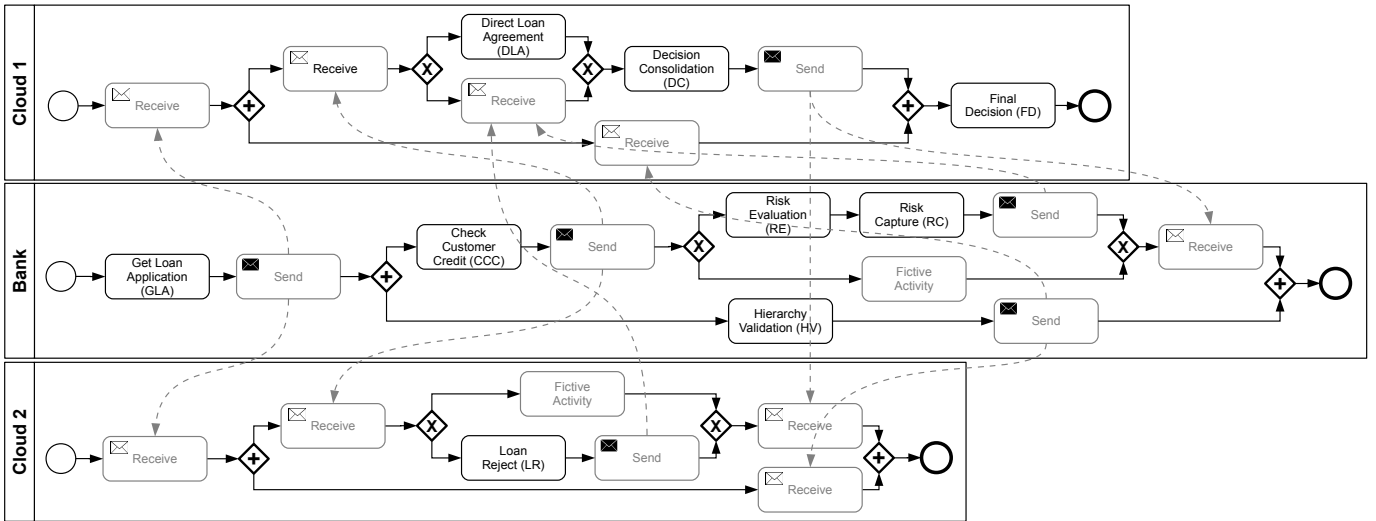 Cloud 1
Receive
Receive
X
Direct Loan
Agreement
(DLA)
Receive
X
Decision
Consolidation
(DC)
Send
Receive
Final
Decision (FD)
Bank
Get Loan
Application
(GLA)
Send
Check
Customer
Credit (CCC)
Send
X
Risk
Evaluation
(RE)
Risk
Capture (RC)
Send
Fictive
Activity
X
Receive
Hierarchy
Validation (HV)
Send
Cloud 2
Receive
Receive
X
Fictive
Activity
Loan
Reject (LR)
Send
X
Receive
Receive